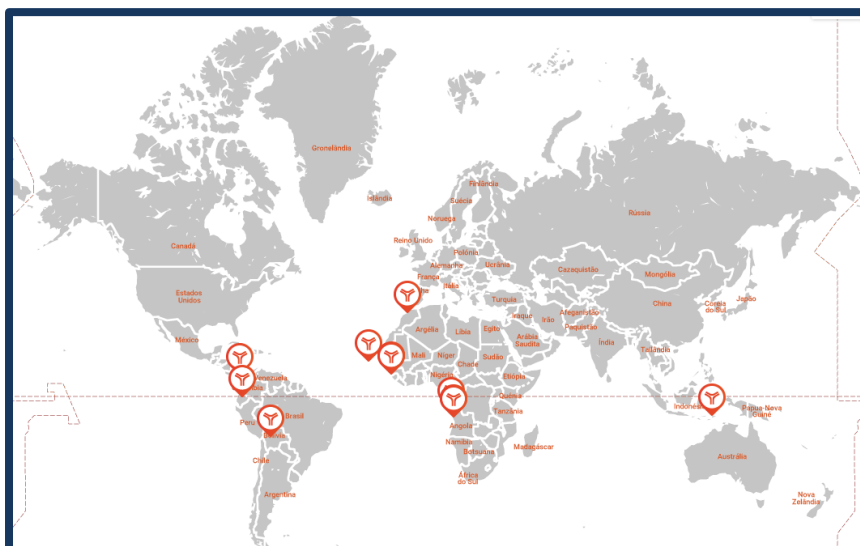 Gronelândia
Islândia
Finlândia
Suécia
Noruega
Rússia
Canadá
Reino Unido
Polónia
Alemanha
Ucrânia
França
Itália
Cazaquistão
Mongólia
Estados
Unidos
Turquia
China
Coreia
do Sul
Japão
Iraque
Irão
Afeganistão
Paquistão
México
Argélia
Líbia
Egito
Arábia
Saudita
Índia
Tailândia
Mali
Níger
Chade
Sudão
Nigéria
Etiópia
Venezuela
Quénia
Tanzânia
Indonésia
Papua-Nova
Guiné
Peru
Brasil
Bolívia
Angola
Namíbia
Botsuana
Madagáscar
África
do Sul
Chile
Argentina
Austrália
Nova
Zelândia